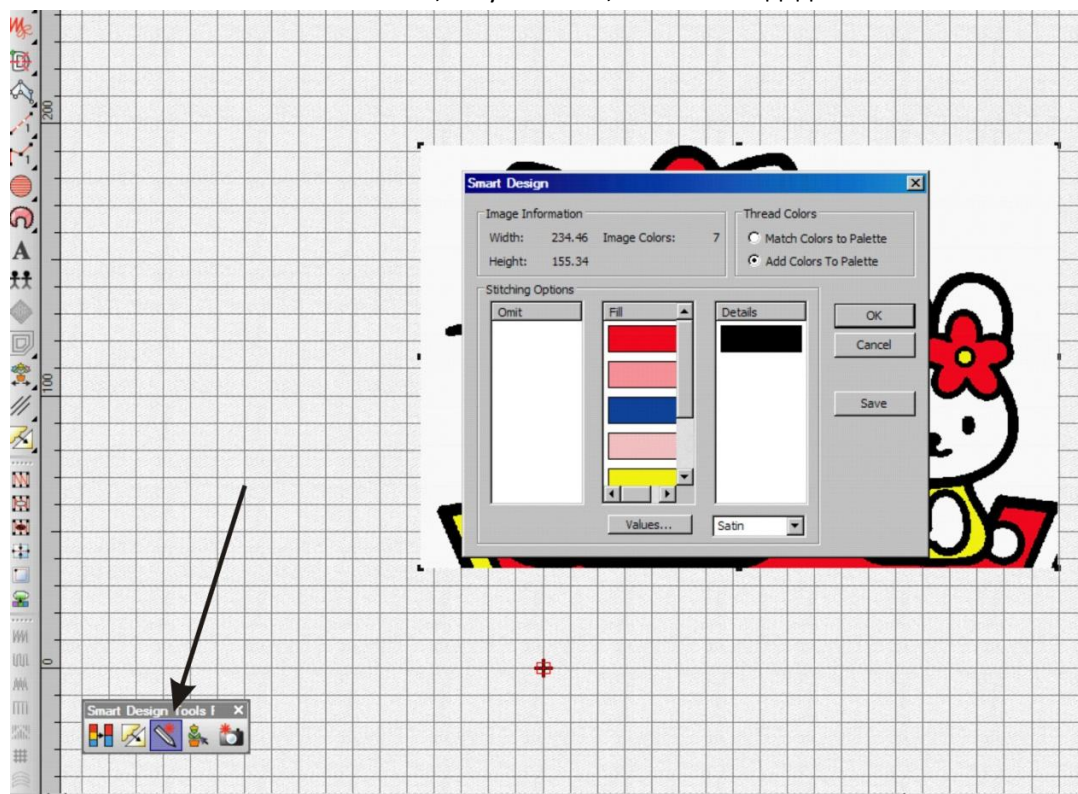 Smart Design
Image Information
Width: 234.46 Image Colors: 7
Height: 155.34
Thread Colors
Match Colors to Palette
Add Colors To Palette
Stitching Options
Omit
Fill
Details
OK
Cancel
Save
Values...
Satin
200
100
0
A
1
1
Smart Design Tools